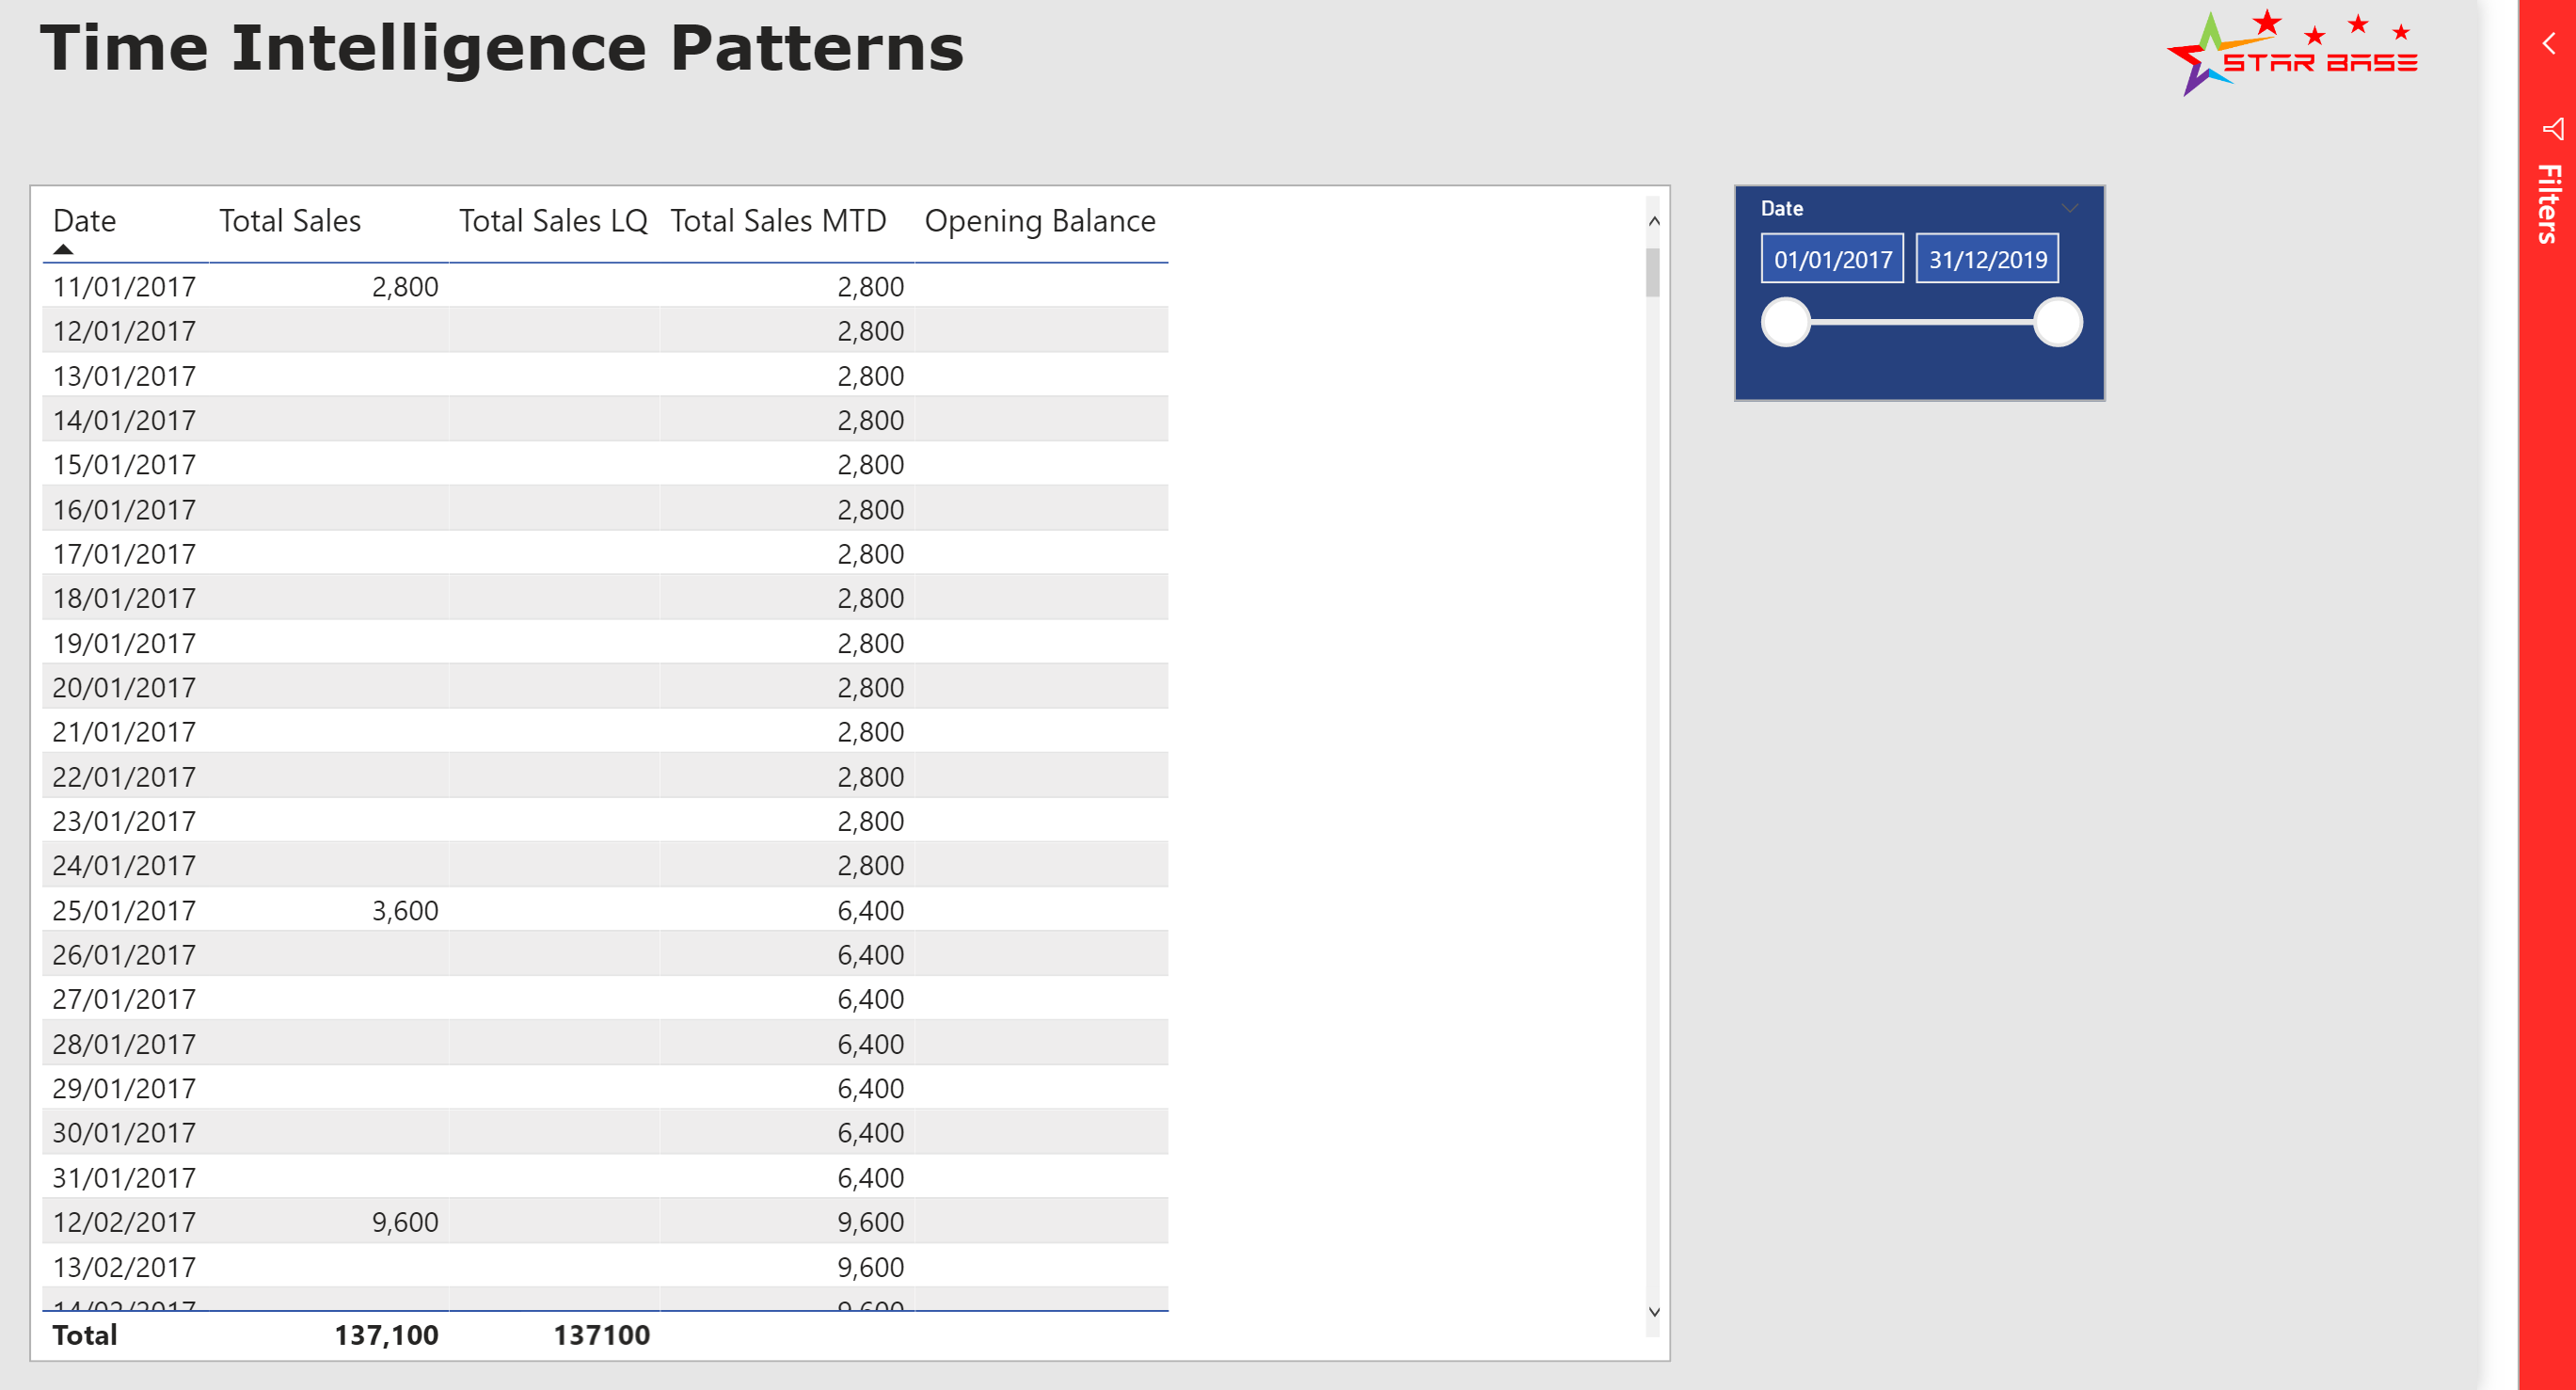 Time Intelligence Patterns
STAR BASE
Filters
Date
01/01/2017 31/12/2019
Date Total Sales Total Sales LQ Total Sales MTD Opening Balance
11/01/2017 2,800 2,800
12/01/2017 2,800
13/01/2017 2,800
14/01/2017 2,800
15/01/2017 2,800
16/01/2017 2,800
17/01/2017 2,800
18/01/2017 2,800
19/01/2017 2,800
20/01/2017 2,800
21/01/2017 2,800
22/01/2017 2,800
23/01/2017 2,800
24/01/2017 2,800
25/01/2017 3,600 6,400
26/01/2017 6,400
27/01/2017 6,400
28/01/2017 6,400
29/01/2017 6,400
30/01/2017 6,400
31/01/2017 6,400
12/02/2017 9,600 9,600
13/02/2017 9,600
14/02/2017 9,600
Total 137,100 137100